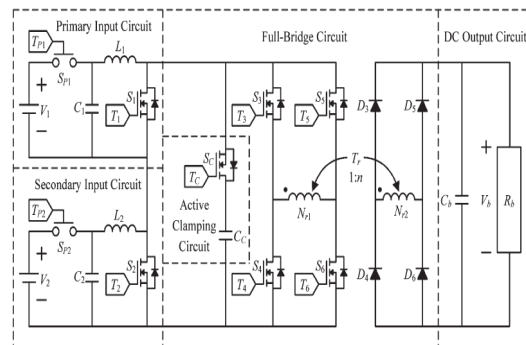 Primary Input Circuit
Full-Bridge Circuit
DC Output Circuit
T_P1
S_P1
L_1
V_1
C_1
S_1
T_1
S_3
T_3
S_5
T_5
D_3
D_5
S_C
T_C
T_r
1:n
N_r1
N_r2
Secondary Input Circuit
Active
Clamping
Circuit
C_C
C_b
V_b
R_b
T_P2
S_P2
L_2
V_2
C_2
S_2
T_2
S_4
T_4
S_6
T_6
D_4
D_6